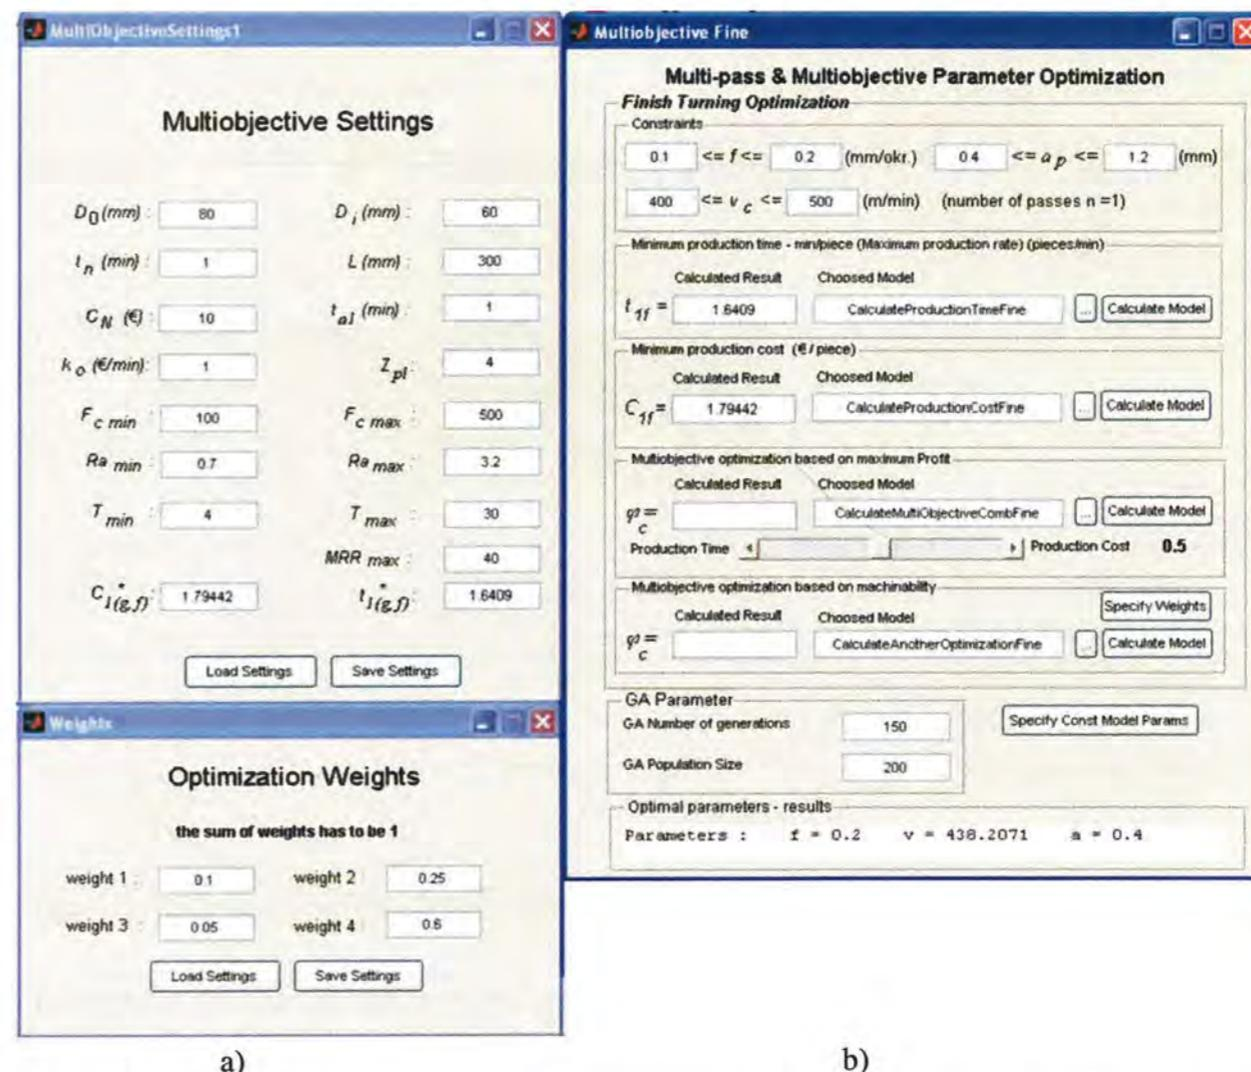 MultiObjectiveSettings1
Multiobjective Settings
D0(mm) : 80 Di(mm) : 60
tn (min) : 1 L(mm) : 300
CN (€) : 10 ta1(min) : 1
ko (€/min): 1 Zpl: 4
Fc min : 100 Fc max : 500
Ra min : 0.7 Ra max : 3.2
Tmin : 4 Tmax : 30
MRR max : 40
C*1(g,f): 1.79442 t*1(g,f): 1.6409
Load Settings Save Settings
Weights
Optimization Weights
the sum of weights has to be 1
weight 1 : 0.1 weight 2 : 0.25
weight 3 : 0.05 weight 4 : 0.6
Load Settings Save Settings
a)
Multiobjective Fine
Multi-pass & Multiobjective Parameter Optimization
Finish Turning Optimization
Constraints
0.1 <= f <= 0.2 (mm/okr.) 0.4 <= a p <= 1.2 (mm)
400 <= v c <= 500 (m/min) (number of passes n =1)
Minimum production time - min/piece (Maximum production rate) (pieces/min)
Calculated Result Choosed Model
t1f = 1.6409 CalculateProductionTimeFine ... Calculate Model
Minimum production cost (€ / piece)
Calculated Result Choosed Model
C1f = 1.79442 CalculateProductionCostFine ... Calculate Model
Multiobjective optimization based on maximum Profit
Calculated Result Choosed Model
φc = CalculateMultiObjectiveCombFine ... Calculate Model
Production Time Production Cost 0.5
Multiobjective optimization based on machinability
Specify Weights
Calculated Result Choosed Model
φc = CalculateAnotherOptimizationFine ... Calculate Model
GA Parameter
GA Number of generations 150
Specify Const Model Params
GA Population Size 200
Optimal parameters - results
Parameters : f = 0.2 v = 438.2071 a = 0.4
b)